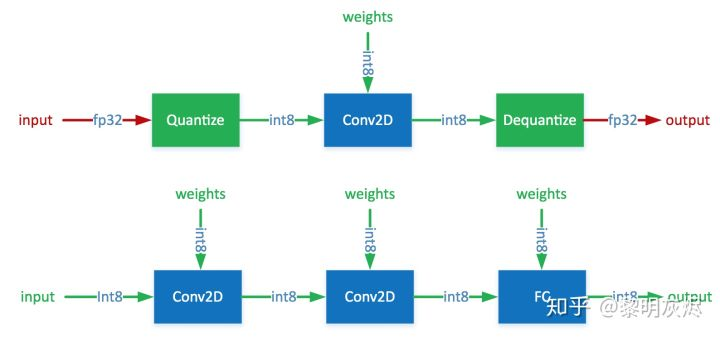 weights
int8
input fp32 Quantize int8 Conv2D int8 Dequantize fp32 output
weights weights weights
int8 int8 int8
input Int8 Conv2D int8 Conv2D int8 FC int8 output
知乎 @黎明灰烬